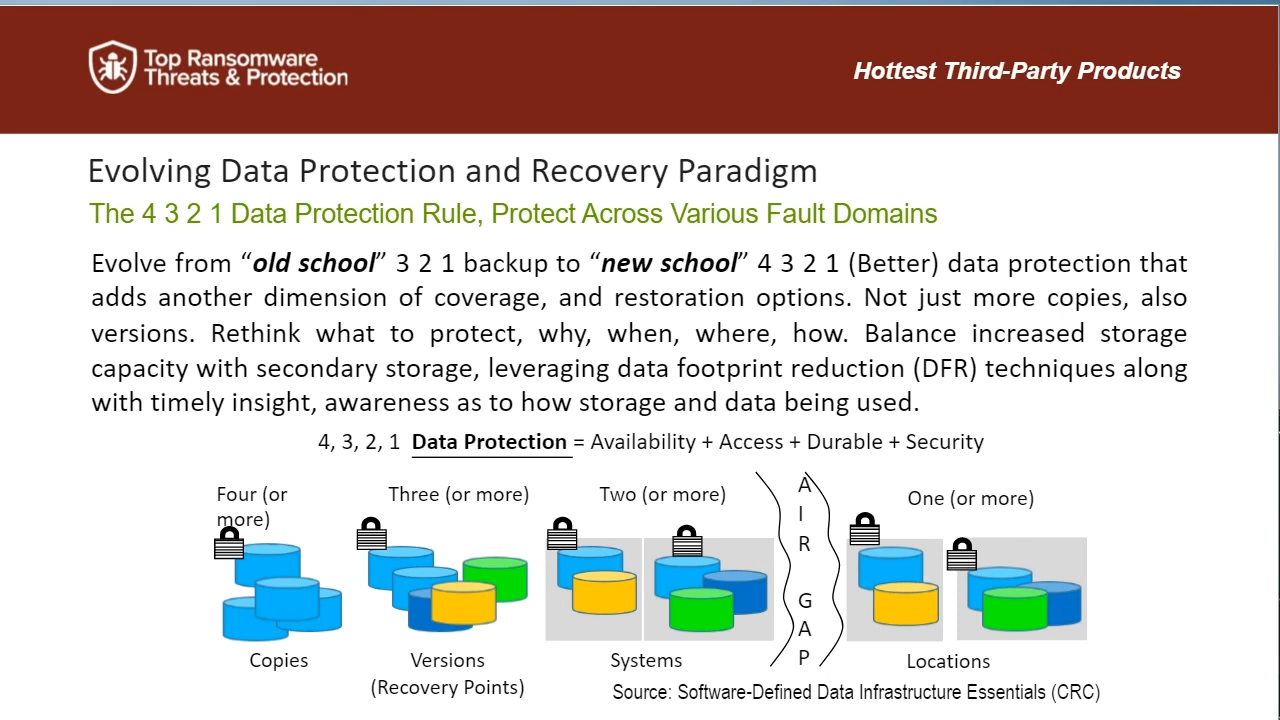 Top Ransomware
Threats & Protection
Hottest Third-Party Products
Evolving Data Protection and Recovery Paradigm
The 4 3 2 1 Data Protection Rule, Protect Across Various Fault Domains
Evolve from “old school” 3 2 1 backup to “new school” 4 3 2 1 (Better) data protection that
adds another dimension of coverage, and restoration options. Not just more copies, also
versions. Rethink what to protect, why, when, where, how. Balance increased storage
capacity with secondary storage, leveraging data footprint reduction (DFR) techniques along
with timely insight, awareness as to how storage and data being used.
4, 3, 2, 1 Data Protection = Availability + Access + Durable + Security
Four (or
more)
Three (or more)
Two (or more)
AIR GAP
One (or more)
Copies
Versions
(Recovery Points)
Systems
Locations
Source: Software-Defined Data Infrastructure Essentials (CRC)